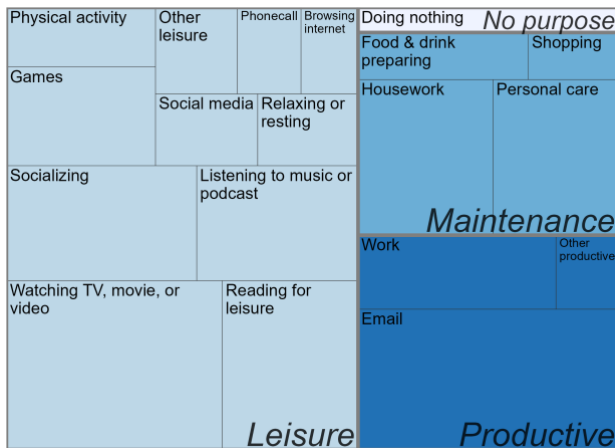 Physical activity
Other
leisure
Phonecall
Browsing
internet
Games
Social media
Relaxing or
resting
Socializing
Listening to music or
podcast
Watching TV, movie, or
video
Reading for
leisure
Leisure
Doing nothing
No purpose
Food & drink
preparing
Shopping
Housework
Personal care
Maintenance
Work
Other
productive
Email
Productive